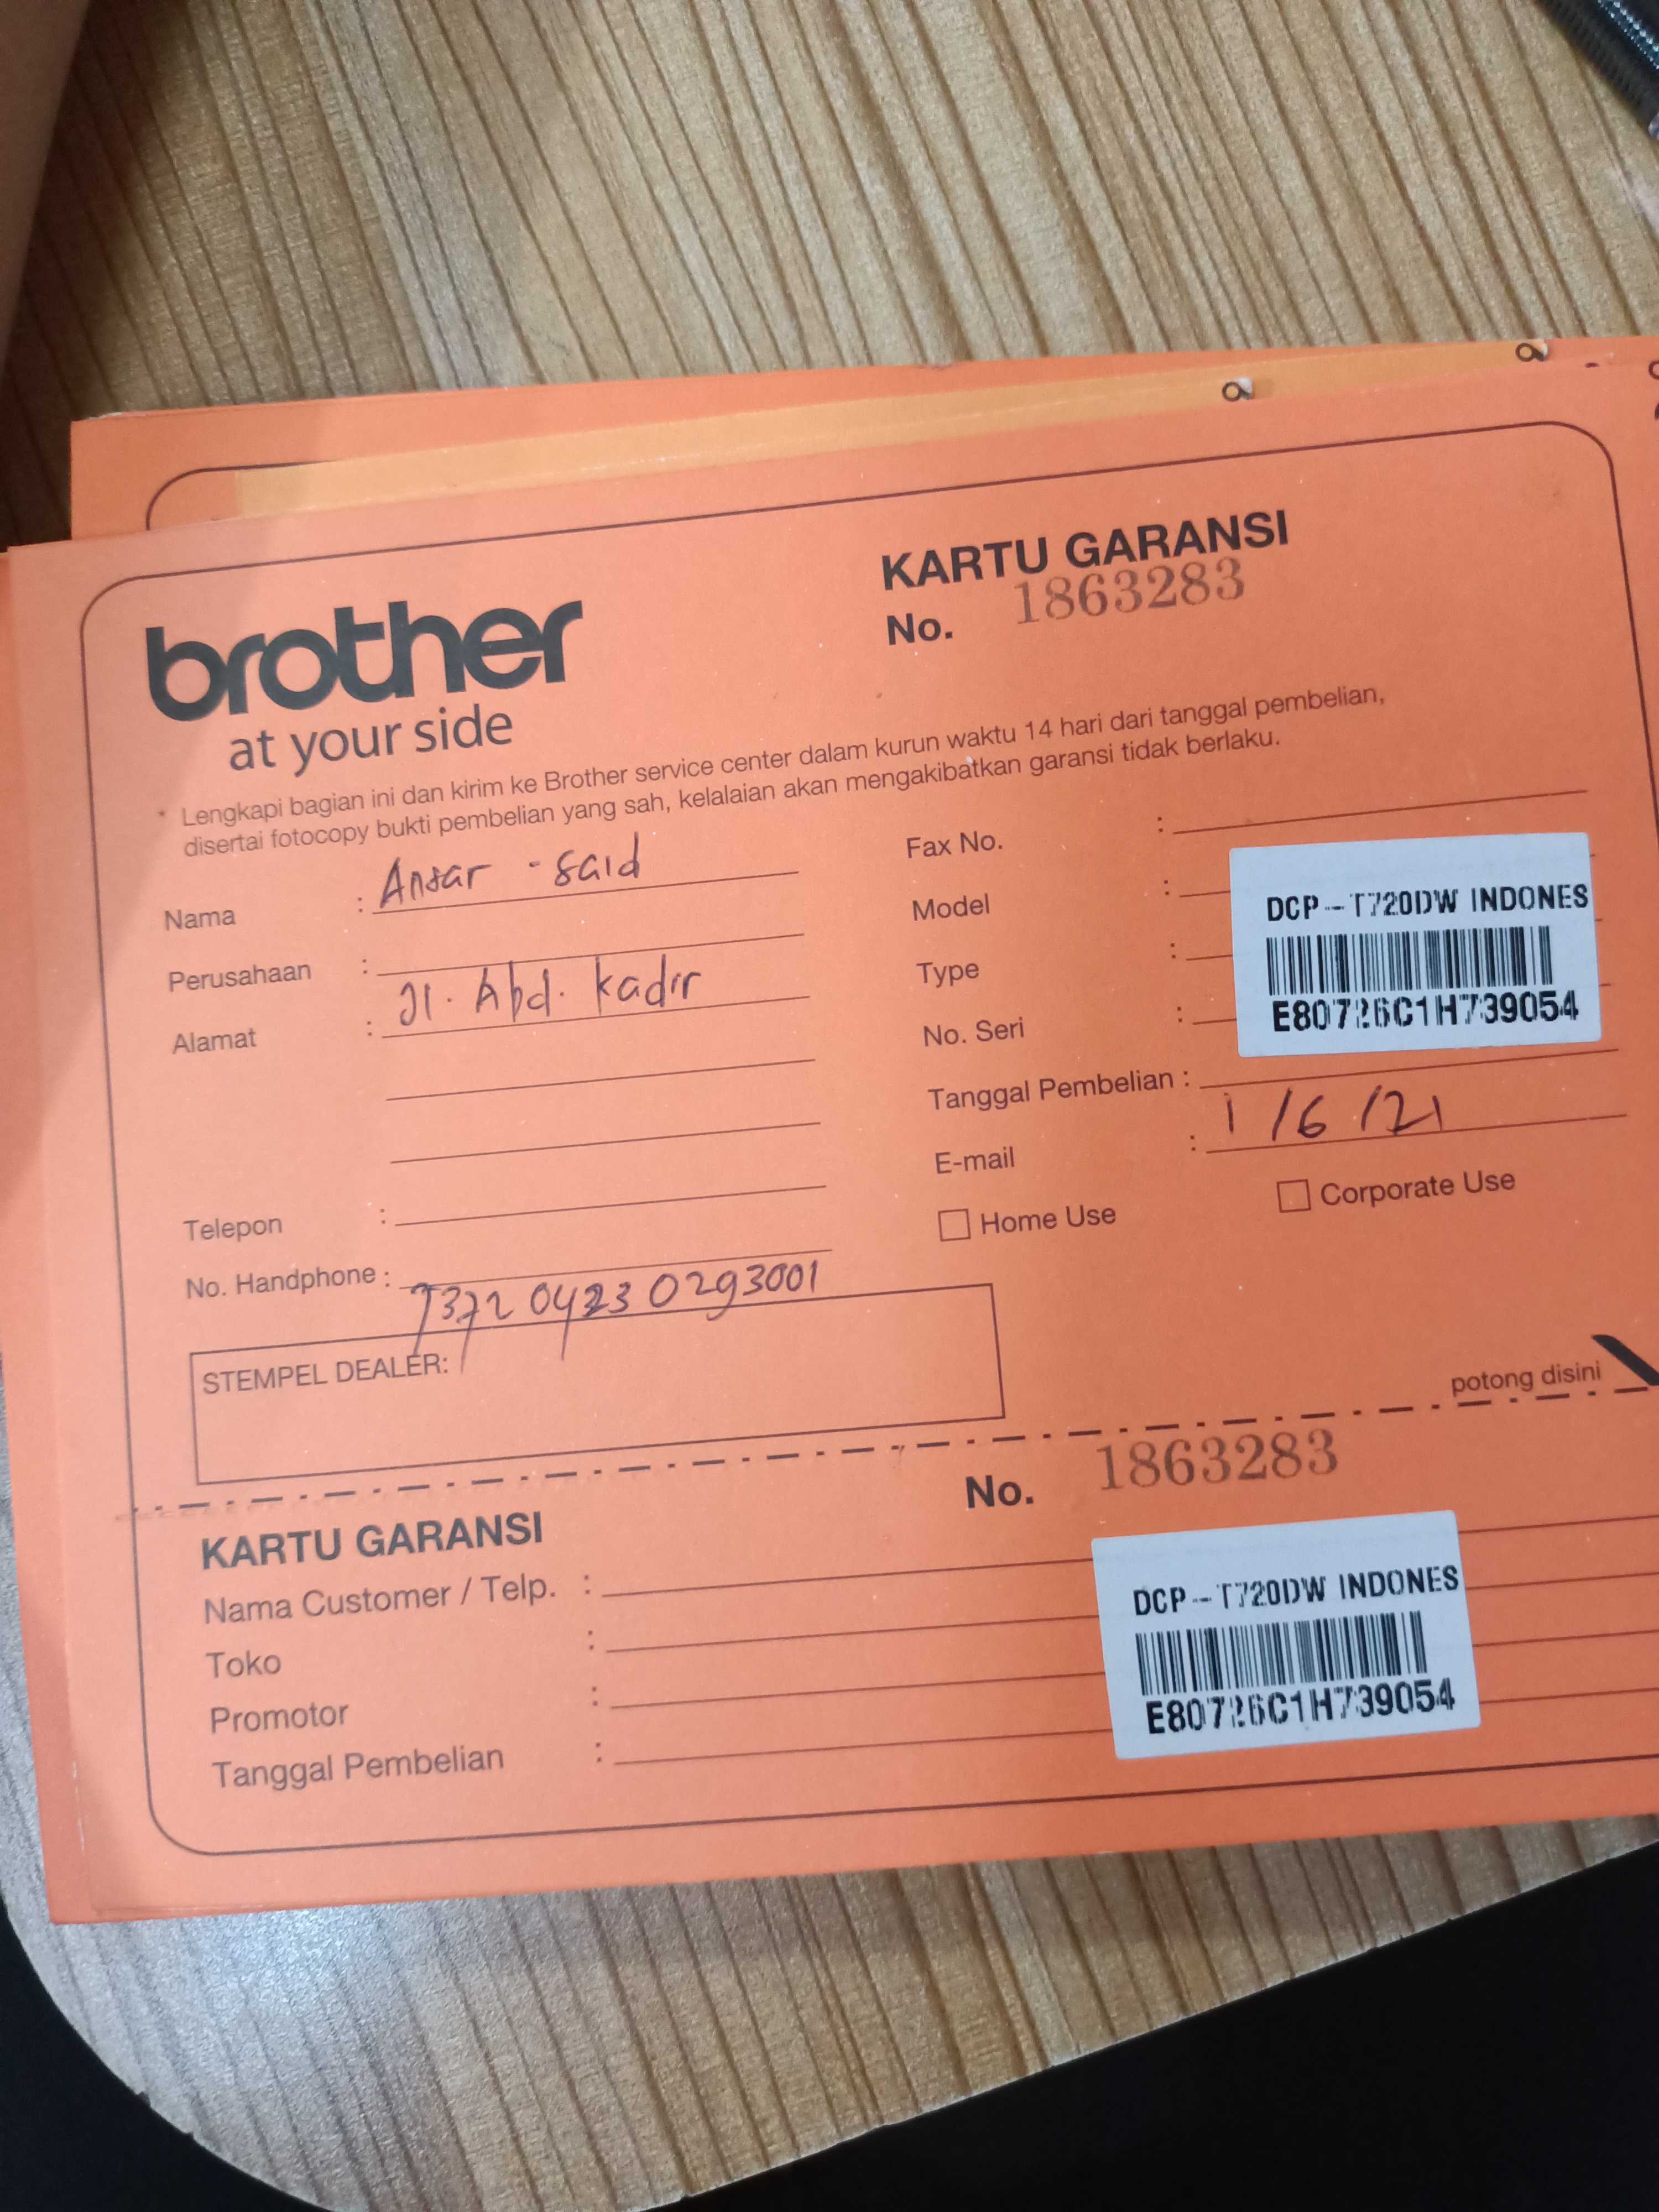 brother
at your side
KARTU GARANSI
No. 1863283
* Lengkapi bagian ini dan kirim ke Brother service center dalam kurun waktu 14 hari dari tanggal pembelian,
disertai fotocopy bukti pembelian yang sah, kelalaian akan mengakibatkan garansi tidak berlaku.
Nama : Ansar - Said
Perusahaan :
Alamat : Jl. Abd. Kadir
Telepon :
No. Handphone : 7372 0423 0293001
STEMPEL DEALER:
Fax No. :
Model :
Type :
No. Seri :
DCP-T720DW INDONES
E80726C1H739054
Tanggal Pembelian : 1/6/21
E-mail :
Home Use
Corporate Use
potong disini
KARTU GARANSI
No. 1863283
Nama Customer / Telp. :
Toko :
Promotor :
Tanggal Pembelian :
DCP-T720DW INDONES
E80726C1H739054